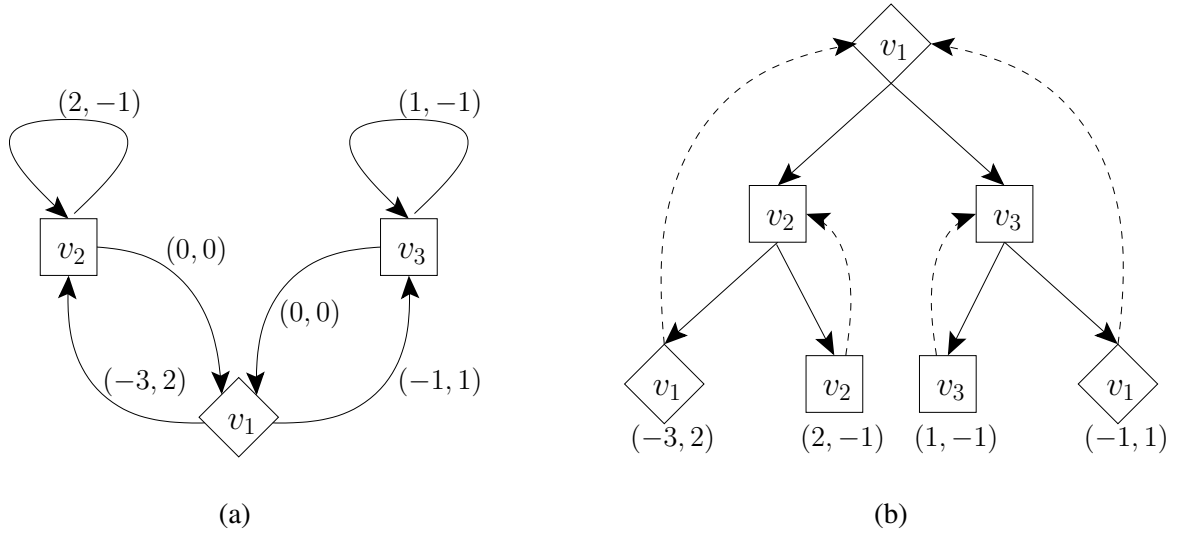 v1
(2, −1)
(1, −1)
v2
v3
(0, 0)
(0, 0)
v2
v3
(−3, 2)
(−1, 1)
v1
v1
v2
v3
v1
(−3, 2)
(2, −1)
(1, −1)
(−1, 1)
(a)
(b)